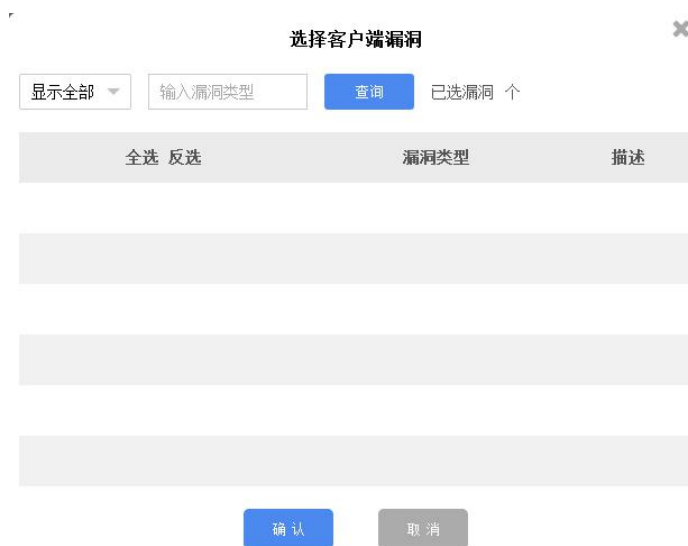 选择客户端漏洞
显示全部 输入漏洞类型 查询 已选漏洞 个
全选 反选 漏洞类型 描述
确 认 取 消